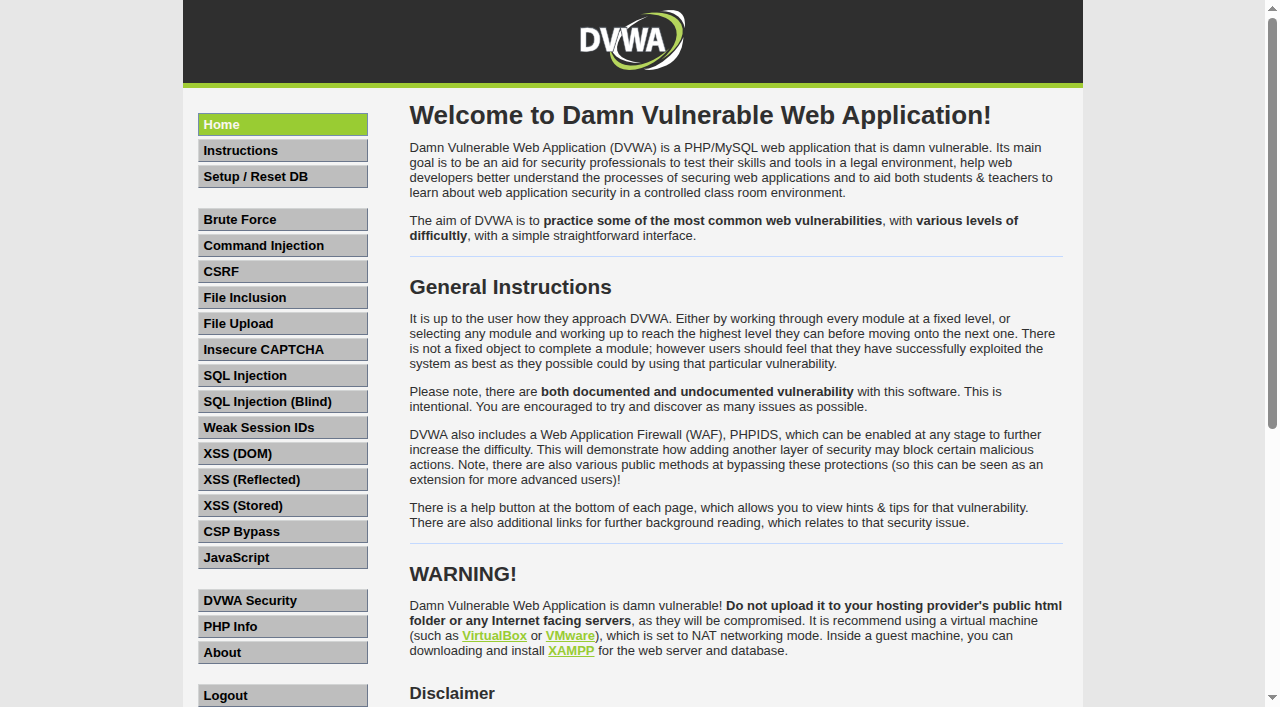 DVWA
Home
Instructions
Setup / Reset DB
Brute Force
Command Injection
CSRF
File Inclusion
File Upload
Insecure CAPTCHA
SQL Injection
SQL Injection (Blind)
Weak Session IDs
XSS (DOM)
XSS (Reflected)
XSS (Stored)
CSP Bypass
JavaScript
DVWA Security
PHP Info
About
Logout
Welcome to Damn Vulnerable Web Application!
Damn Vulnerable Web Application (DVWA) is a PHP/MySQL web application that is damn vulnerable. Its main
goal is to be an aid for security professionals to test their skills and tools in a legal environment, help web
developers better understand the processes of securing web applications and to aid both students & teachers to
learn about web application security in a controlled class room environment.
The aim of DVWA is to practice some of the most common web vulnerabilities, with various levels of
difficultly, with a simple straightforward interface.
General Instructions
It is up to the user how they approach DVWA. Either by working through every module at a fixed level, or
selecting any module and working up to reach the highest level they can before moving onto the next one. There
is not a fixed object to complete a module; however users should feel that they have successfully exploited the
system as best as they possible could by using that particular vulnerability.
Please note, there are both documented and undocumented vulnerability with this software. This is
intentional. You are encouraged to try and discover as many issues as possible.
DVWA also includes a Web Application Firewall (WAF), PHPIDS, which can be enabled at any stage to further
increase the difficulty. This will demonstrate how adding another layer of security may block certain malicious
actions. Note, there are also various public methods at bypassing these protections (so this can be seen as an
extension for more advanced users)!
There is a help button at the bottom of each page, which allows you to view hints & tips for that vulnerability.
There are also additional links for further background reading, which relates to that security issue.
WARNING!
Damn Vulnerable Web Application is damn vulnerable! Do not upload it to your hosting provider's public html
folder or any Internet facing servers, as they will be compromised. It is recommend using a virtual machine
(such as VirtualBox or VMware), which is set to NAT networking mode. Inside a guest machine, you can
downloading and install XAMPP for the web server and database.
Disclaimer